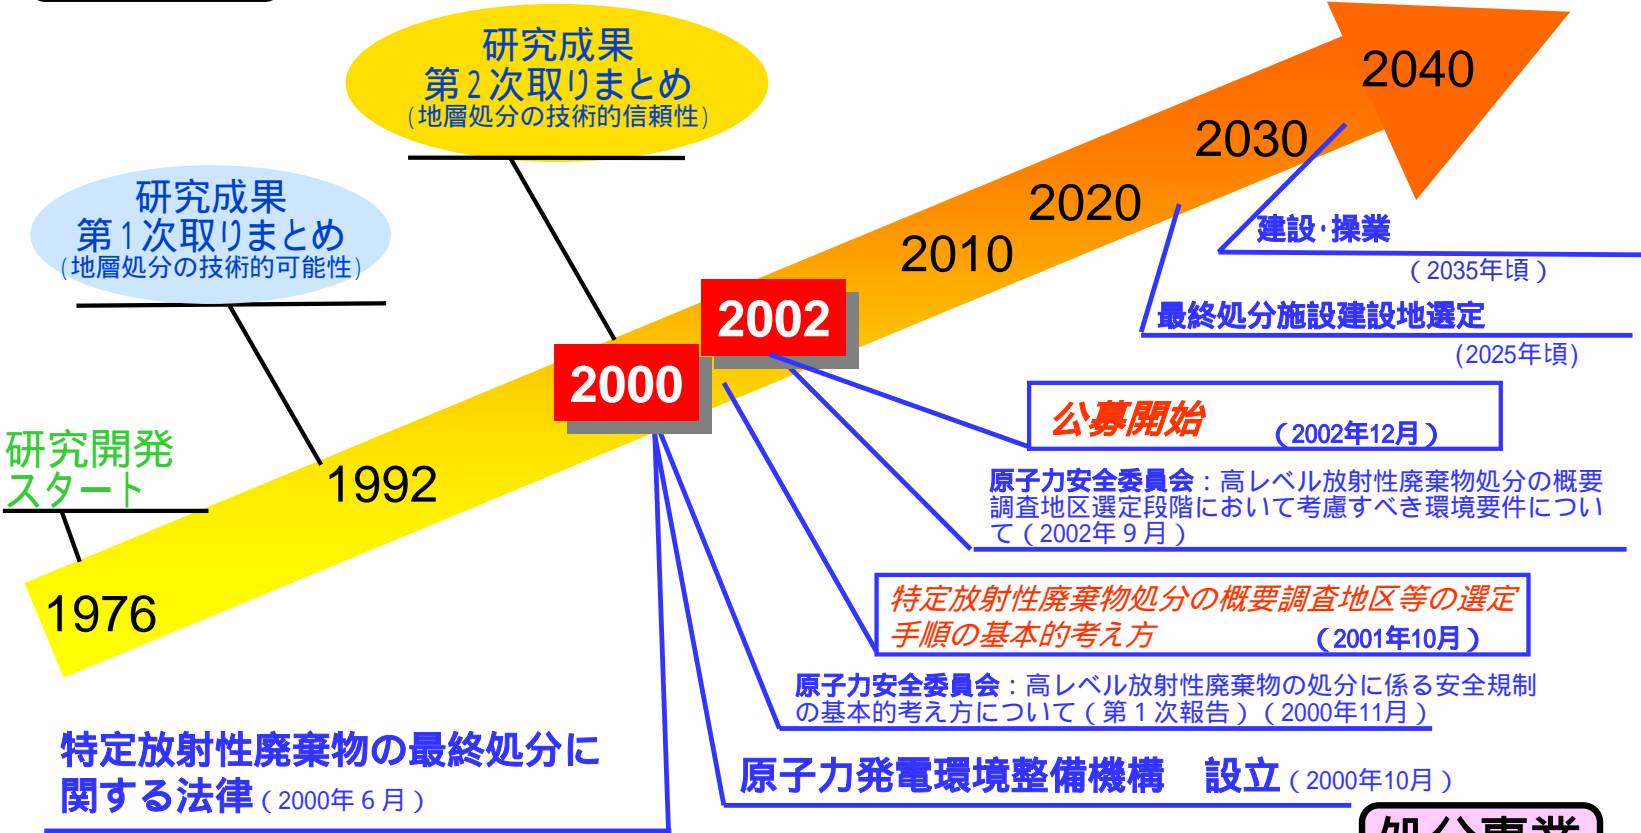 研究成果
第2次取りまとめ
(地層処分の技術的信頼性)
研究成果
第1次取りまとめ
(地層処分の技術的可能性)
研究開発
スタート
1976
1992
2000
2002
2010
2020
2030
2040
建設・操業
(2035年頃)
最終処分施設建設地選定
(2025年頃)
公募開始 (2002年12月)
原子力安全委員会:高レベル放射性廃棄物処分の概要
調査地区選定段階において考慮すべき環境要件につい
て(2002年9月)
特定放射性廃棄物処分の概要調査地区等の選定
手順の基本的考え方 (2001年10月)
原子力安全委員会:高レベル放射性廃棄物の処分に係る安全規制
の基本的考え方について(第1次報告)(2000年11月)
原子力発電環境整備機構 設立(2000年10月)
特定放射性廃棄物の最終処分に
関する法律(2000年6月)
処分事業